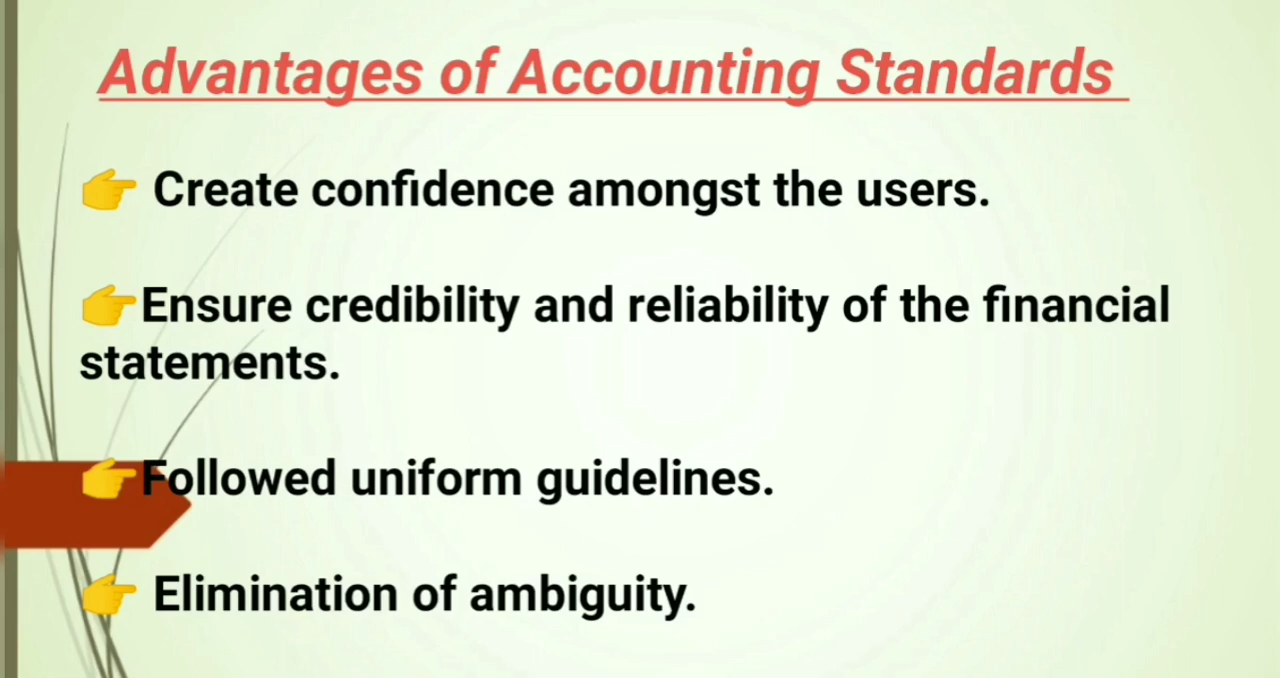 Advantages of Accounting Standards
👉 Create confidence amongst the users.
👉Ensure credibility and reliability of the financial
statements.
👉Followed uniform guidelines.
👉 Elimination of ambiguity.